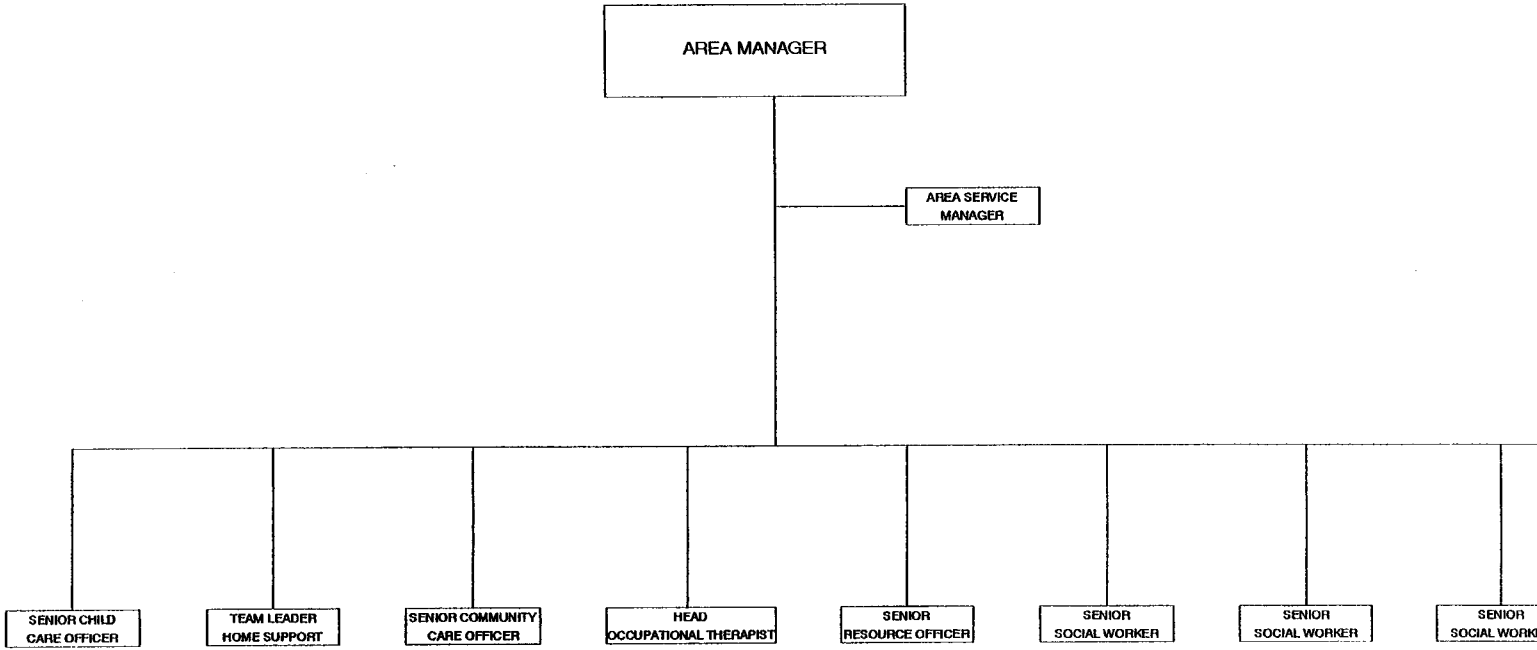 AREA MANAGER
AREA SERVICE
MANAGER
SENIOR CHILD
CARE OFFICER
TEAM LEADER
HOME SUPPORT
SENIOR COMMUNITY
CARE OFFICER
HEAD
OCCUPATIONAL THERAPIST
SENIOR
RESOURCE OFFICER
SENIOR
SOCIAL WORKER
SENIOR
SOCIAL WORKER
SENIOR
SOCIAL